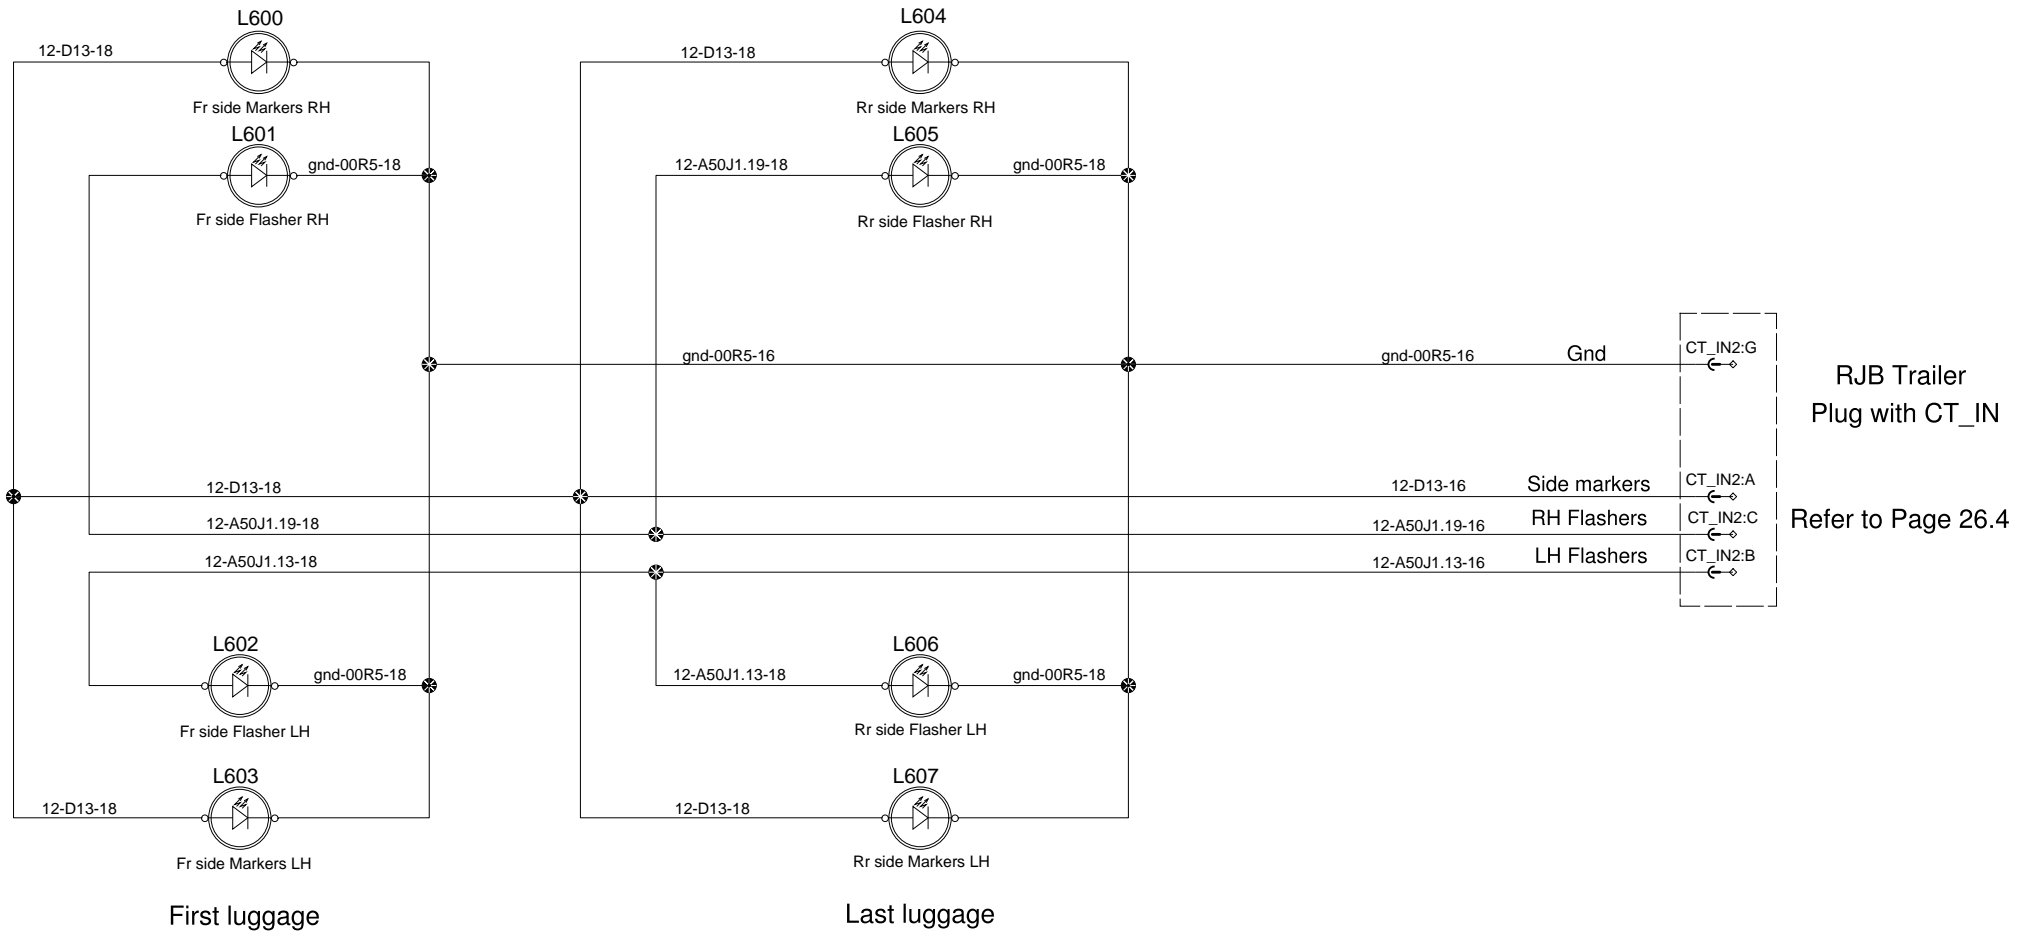 L600
L604
12-D13-18
12-D13-18
Fr side Markers RH
Rr side Markers RH
L601
L605
gnd-00R5-18
12-A50J1.19-18
gnd-00R5-18
Fr side Flasher RH
Rr side Flasher RH
gnd-00R5-16
gnd-00R5-16
Gnd
CT_IN2:G
RJB Trailer
Plug with CT_IN
12-D13-18
12-D13-16
Side markers
CT_IN2:A
12-A50J1.19-18
12-A50J1.19-16
RH Flashers
CT_IN2:C
Refer to Page 26.4
12-A50J1.13-18
12-A50J1.13-16
LH Flashers
CT_IN2:B
L602
L606
gnd-00R5-18
12-A50J1.13-18
gnd-00R5-18
Fr side Flasher LH
Rr side Flasher LH
L603
L607
12-D13-18
12-D13-18
Fr side Markers LH
Rr side Markers LH
First luggage
Last luggage